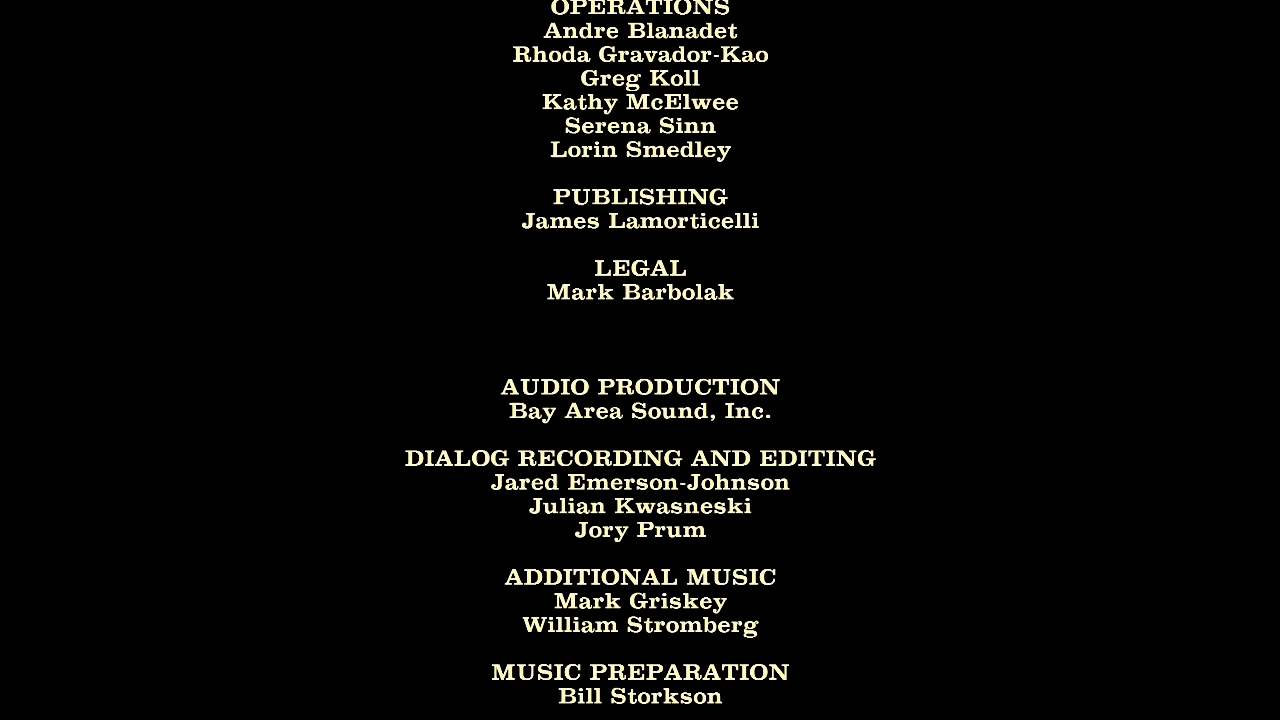 OPERATIONS
Andre Blanadet
Rhoda Gravador-Kao
Greg Koll
Kathy McElwee
Serena Sinn
Lorin Smedley
PUBLISHING
James Lamorticelli
LEGAL
Mark Barbolak
AUDIO PRODUCTION
Bay Area Sound, Inc.
DIALOG RECORDING AND EDITING
Jared Emerson-Johnson
Julian Kwasneski
Jory Prum
ADDITIONAL MUSIC
Mark Griskey
William Stromberg
MUSIC PREPARATION
Bill Storkson